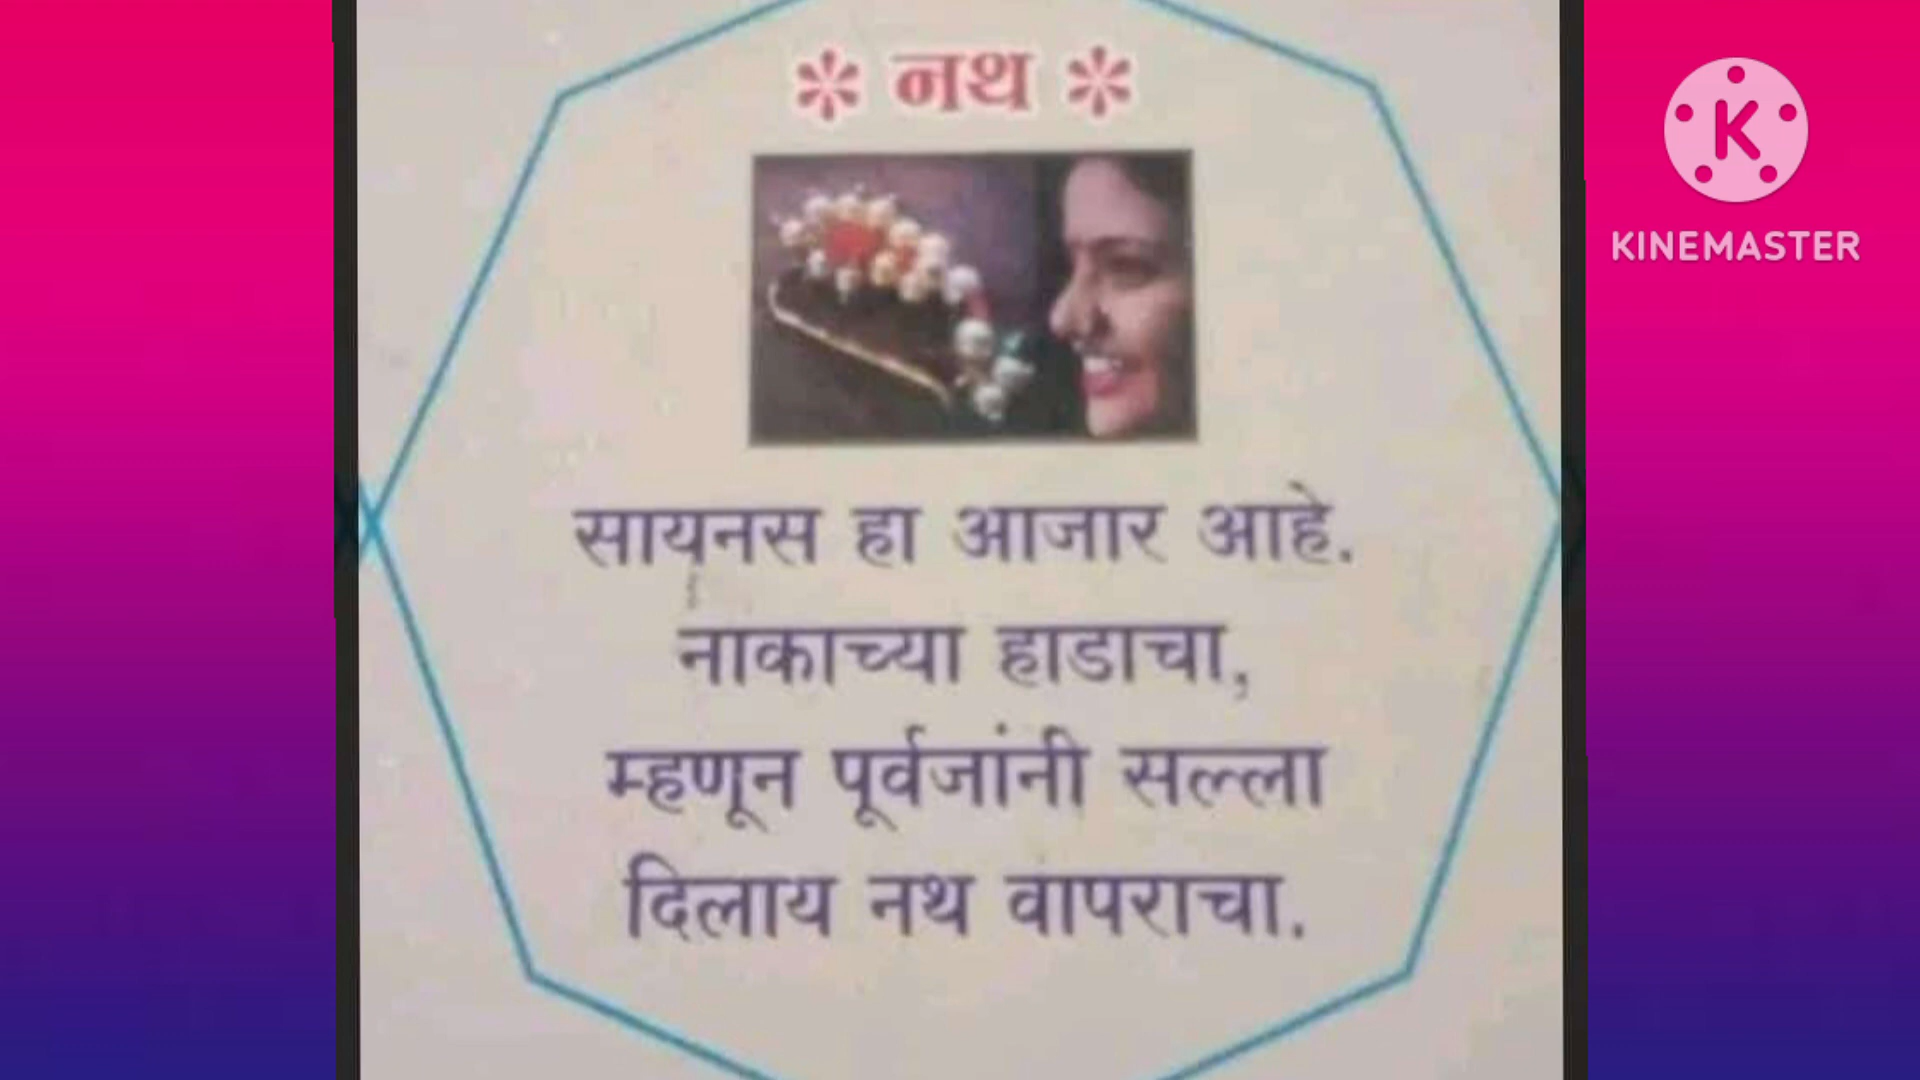 * नथ *
सायनस हा आजार आहे.
नाकाच्या हाडाचा,
म्हणून पूर्वजांनी सल्ला
दिलाय नथ वापराचा.
K
KINEMASTER